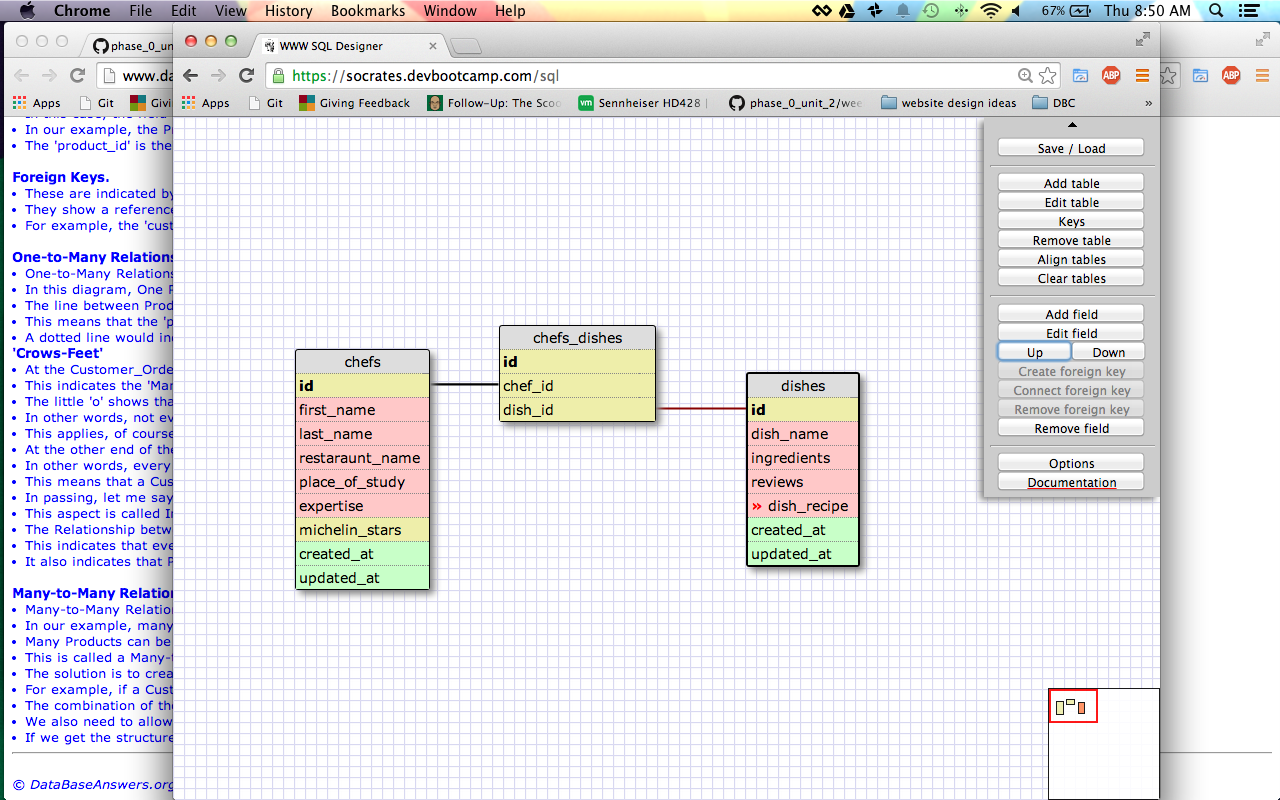 Chrome File Edit View History Bookmarks Window Help 67% Thu 8:50 AM
phase_0_un
WWW SQL Designer
www.da
https://socrates.devbootcamp.com/sql
Apps Git Givi
Apps Git Giving Feedback Follow-Up: The Scoo Sennheiser HD428 | phase_0_unit_2/wee website design ideas DBC »
In our example, the Pr
The 'product_id' is the
Foreign Keys.
These are indicated by
They show a reference
For example, the 'cust
One-to-Many Relations
One-to-Many Relations
In this diagram, One P
The line between Prod
This means that the 'p
A dotted line would ind
'Crows-Feet'
At the Customer_Orde
This indicates the 'Man
The little 'o' shows tha
In other words, not ev
This applies, of course
At the other end of the
In other words, every
This means that a Cus
In passing, let me say
This aspect is called In
The Relationship betw
This indicates that eve
It also indicates that P
Many-to-Many Relation
Many-to-Many Relatio
In our example, many
Many Products can be
This is called a Many-t
The solution is to crea
For example, if a Cust
The combination of the
We also need to allow
If we get the structure
© DataBaseAnswers.org
chefs
id
first_name
last_name
restaraunt_name
place_of_study
expertise
michelin_stars
created_at
updated_at
chefs_dishes
id
chef_id
dish_id
dishes
id
dish_name
ingredients
reviews
» dish_recipe
created_at
updated_at
Save / Load
Add table
Edit table
Keys
Remove table
Align tables
Clear tables
Add field
Edit field
Up Down
Create foreign key
Connect foreign key
Remove foreign key
Remove field
Options
Documentation
ABP
ABP